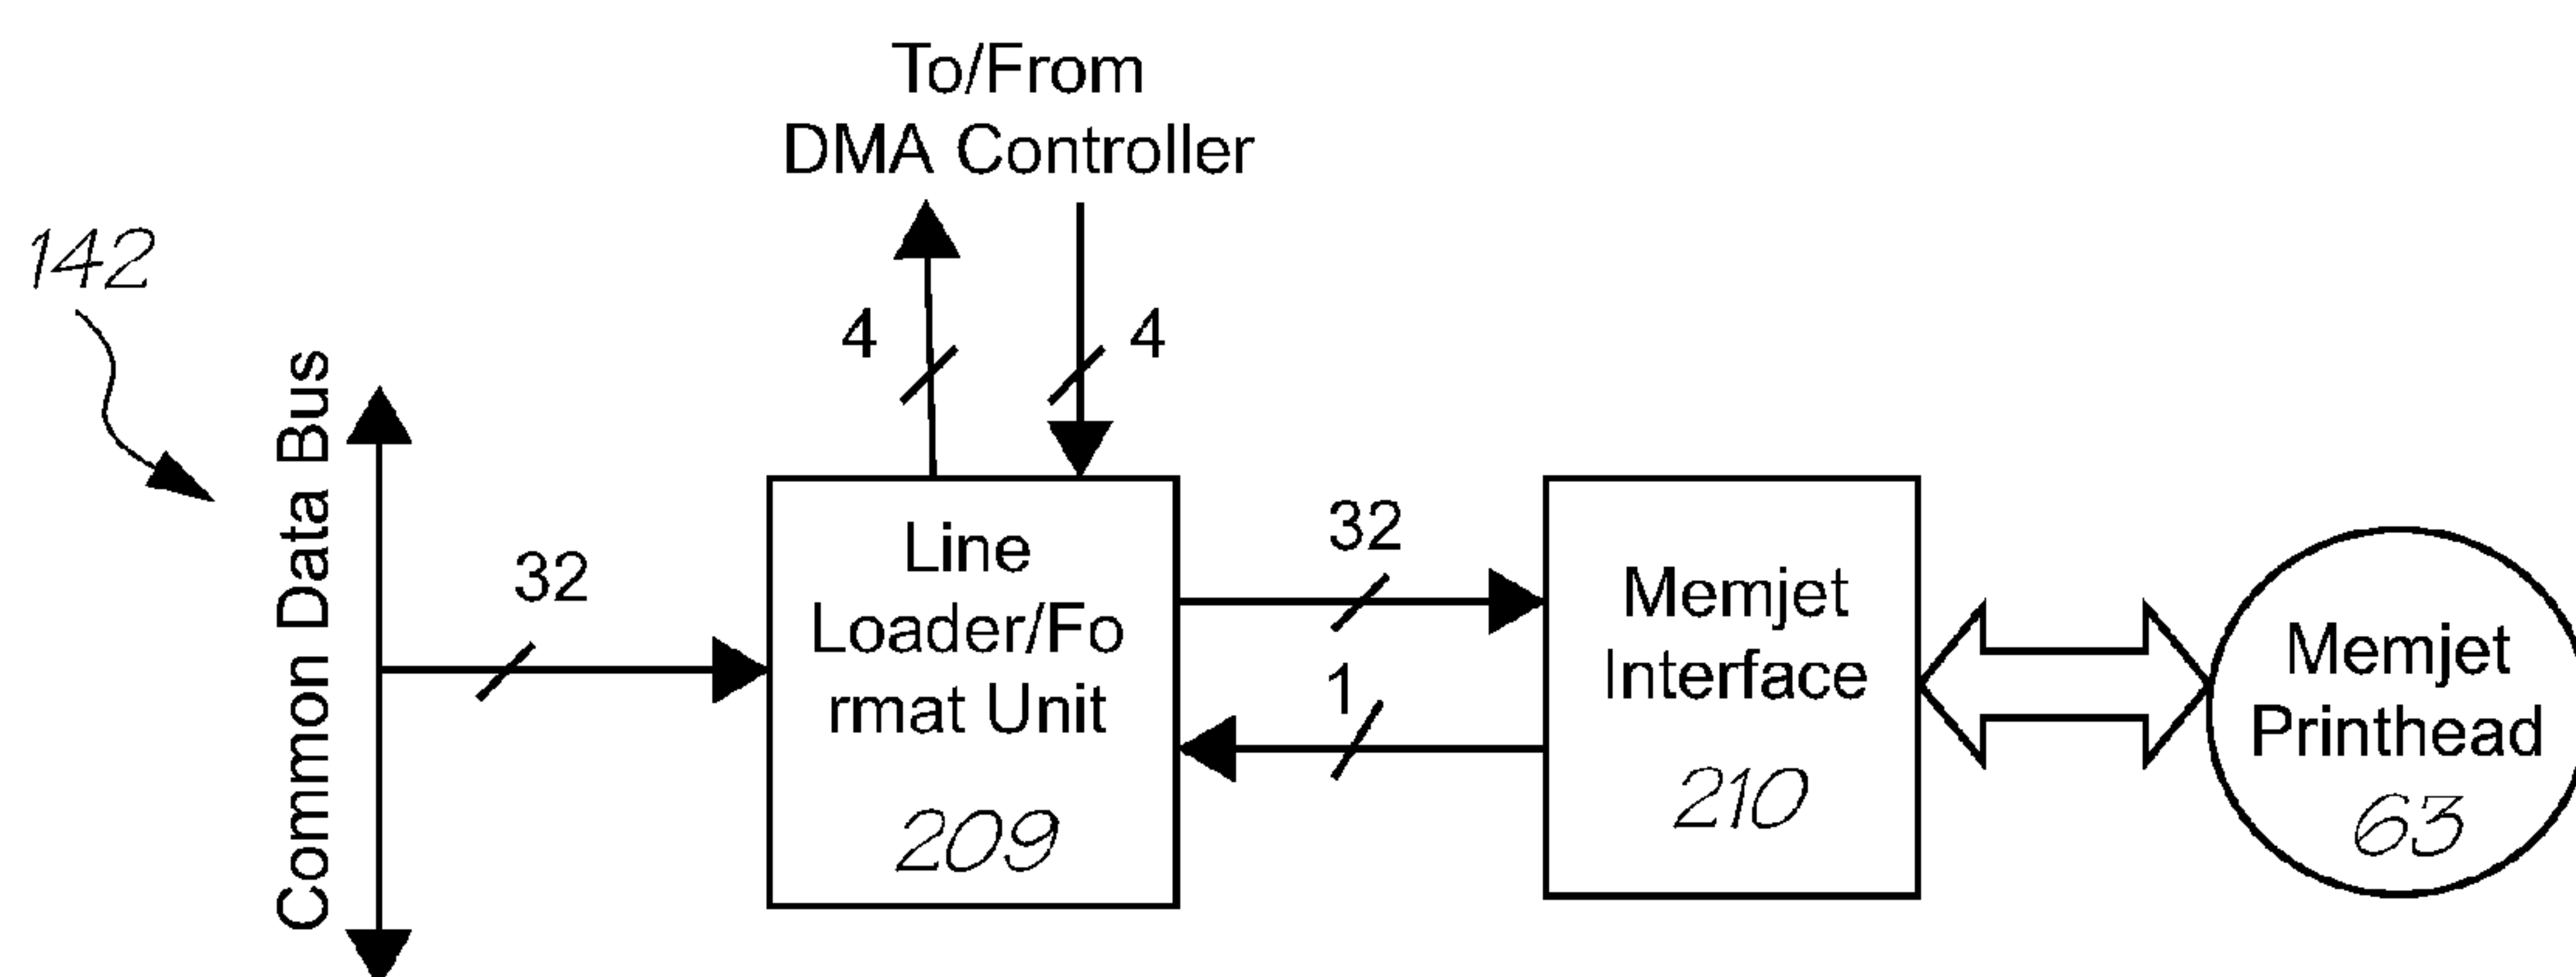 To/From
DMA Controller
142
4
4
Common Data Bus
32
Line
Loader/Fo
rmat Unit
209
32
1
Memjet
Interface
210
Memjet
Printhead
63